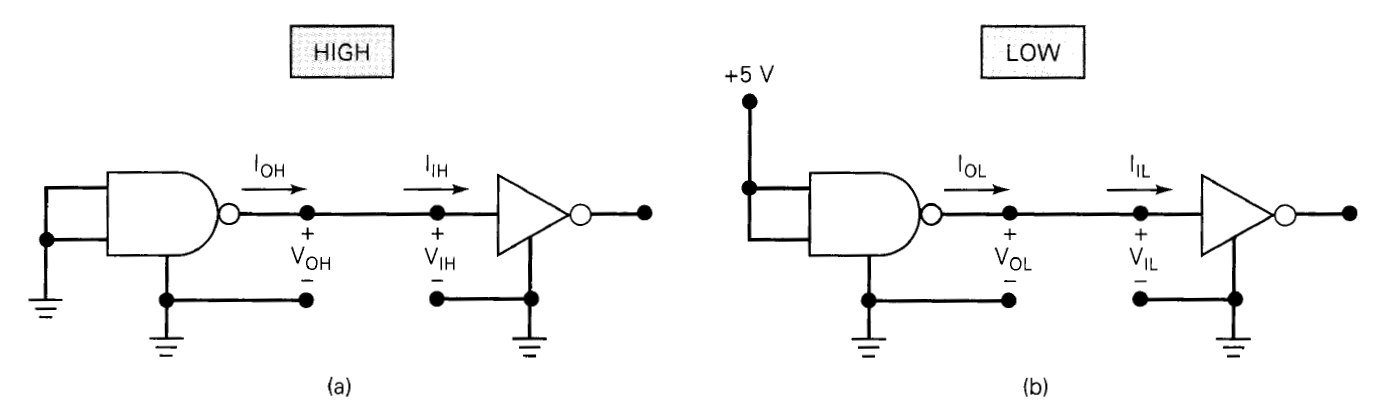 HIGH
I_OH
I_IH
+ +
V_OH V_IH
− −
(a)
LOW
+5 V
I_OL
I_IL
+ +
V_OL V_IL
− −
(b)